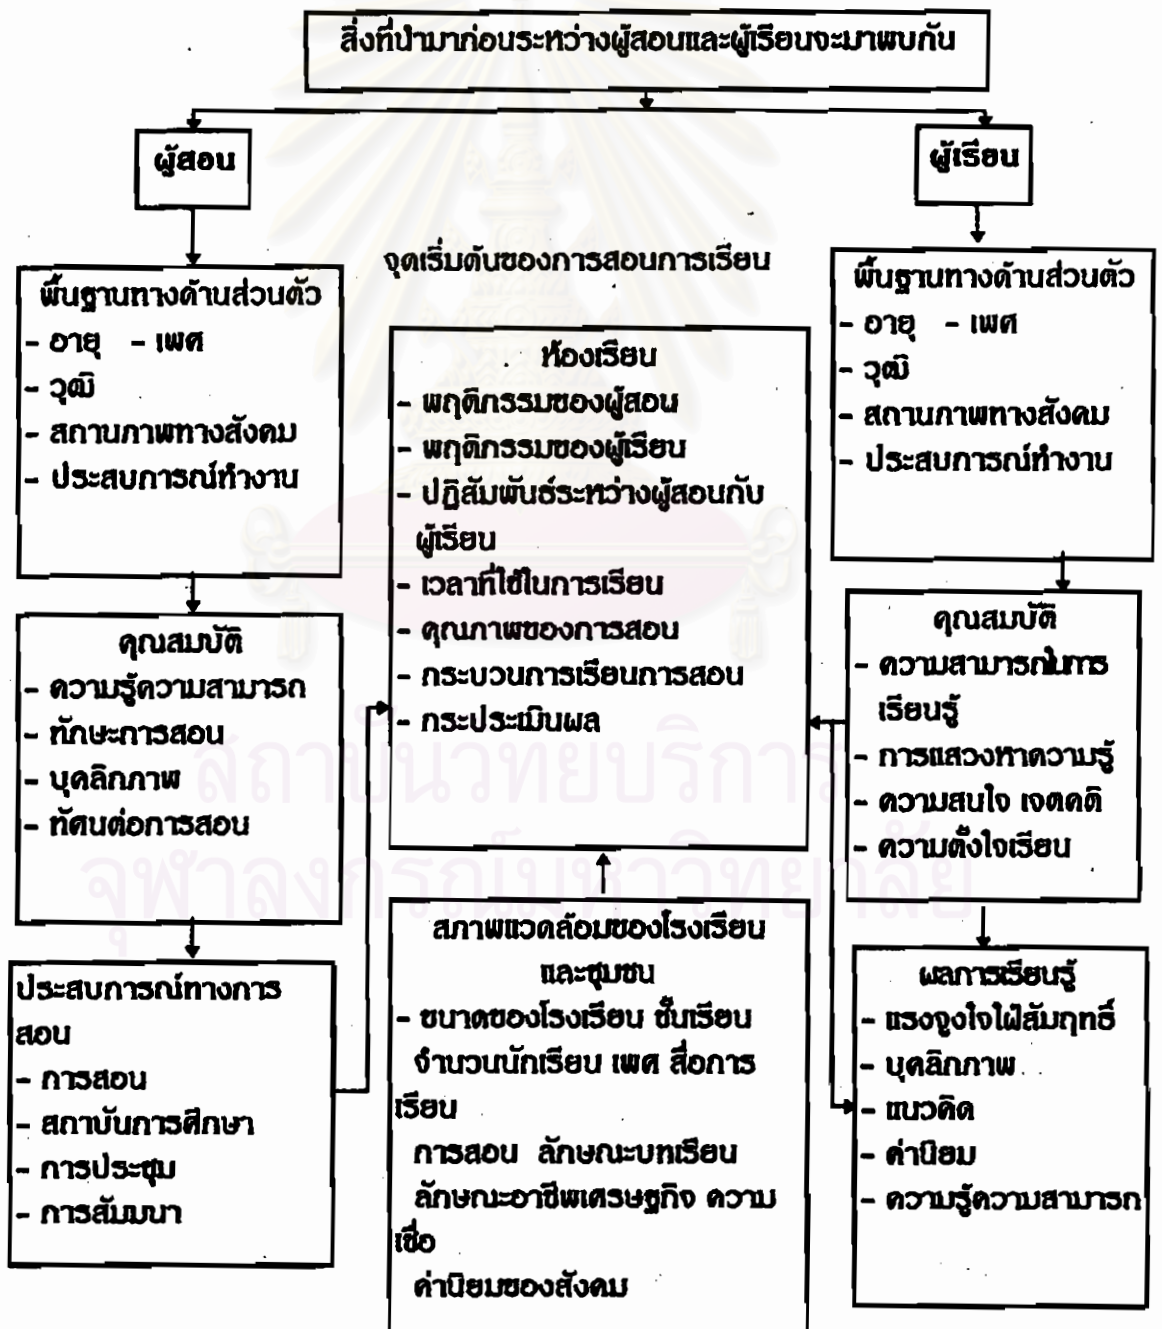 สิ่งที่นำมาก่อนระหว่างผู้สอนและผู้เรียนจะมาพบกัน
ผู้สอน
ผู้เรียน
จุดเริ่มต้นของการสอนการเรียน
พื้นฐานทางด้านส่วนตัว
- อายุ - เพศ
- วุฒิ
- สถานภาพทางสังคม
- ประสบการณ์ทำงาน
คุณสมบัติ
- ความรู้ความสามารถ
- ทักษะการสอน
- บุคลิกภาพ
- ทัศนต่อการสอน
ประสบการณ์ทางการ
สอน
- การสอน
- สถาบันการศึกษา
- การประชุม
- การสัมมนา
ห้องเรียน
- พฤติกรรมของผู้สอน
- พฤติกรรมของผู้เรียน
- ปฏิสัมพันธ์ระหว่างผู้สอนกับ
ผู้เรียน
- เวลาที่ใช้ในการเรียน
- คุณภาพของการสอน
- กระบวนการเรียนการสอน
- กระประเมินผล
สภาพแวดล้อมของโรงเรียน
และชุมชน
- ขนาดของโรงเรียน ชั้นเรียน
จำนวนนักเรียน เพศ สื่อการ
เรียน
การสอน ลักษณะบทเรียน
ลักษณะอาชีพเศรษฐกิจ ความ
เชื่อ
ค่านิยมของสังคม
พื้นฐานทางด้านส่วนตัว
- อายุ - เพศ
- วุฒิ
- สถานภาพทางสังคม
- ประสบการณ์ทำงาน
คุณสมบัติ
- ความสามารถในการ
เรียนรู้
- การแสวงหาความรู้
- ความสนใจ เจตคติ
- ความตั้งใจเรียน
ผลการเรียนรู้
- แรงจูงใจใฝ่สัมฤทธิ์
- บุคลิกภาพ
- แนวคิด
- ค่านิยม
- ความรู้ความสามารถ
สถาบันวิทยบริการ
จุฬาลงกรณ์มหาวิทยาลัย